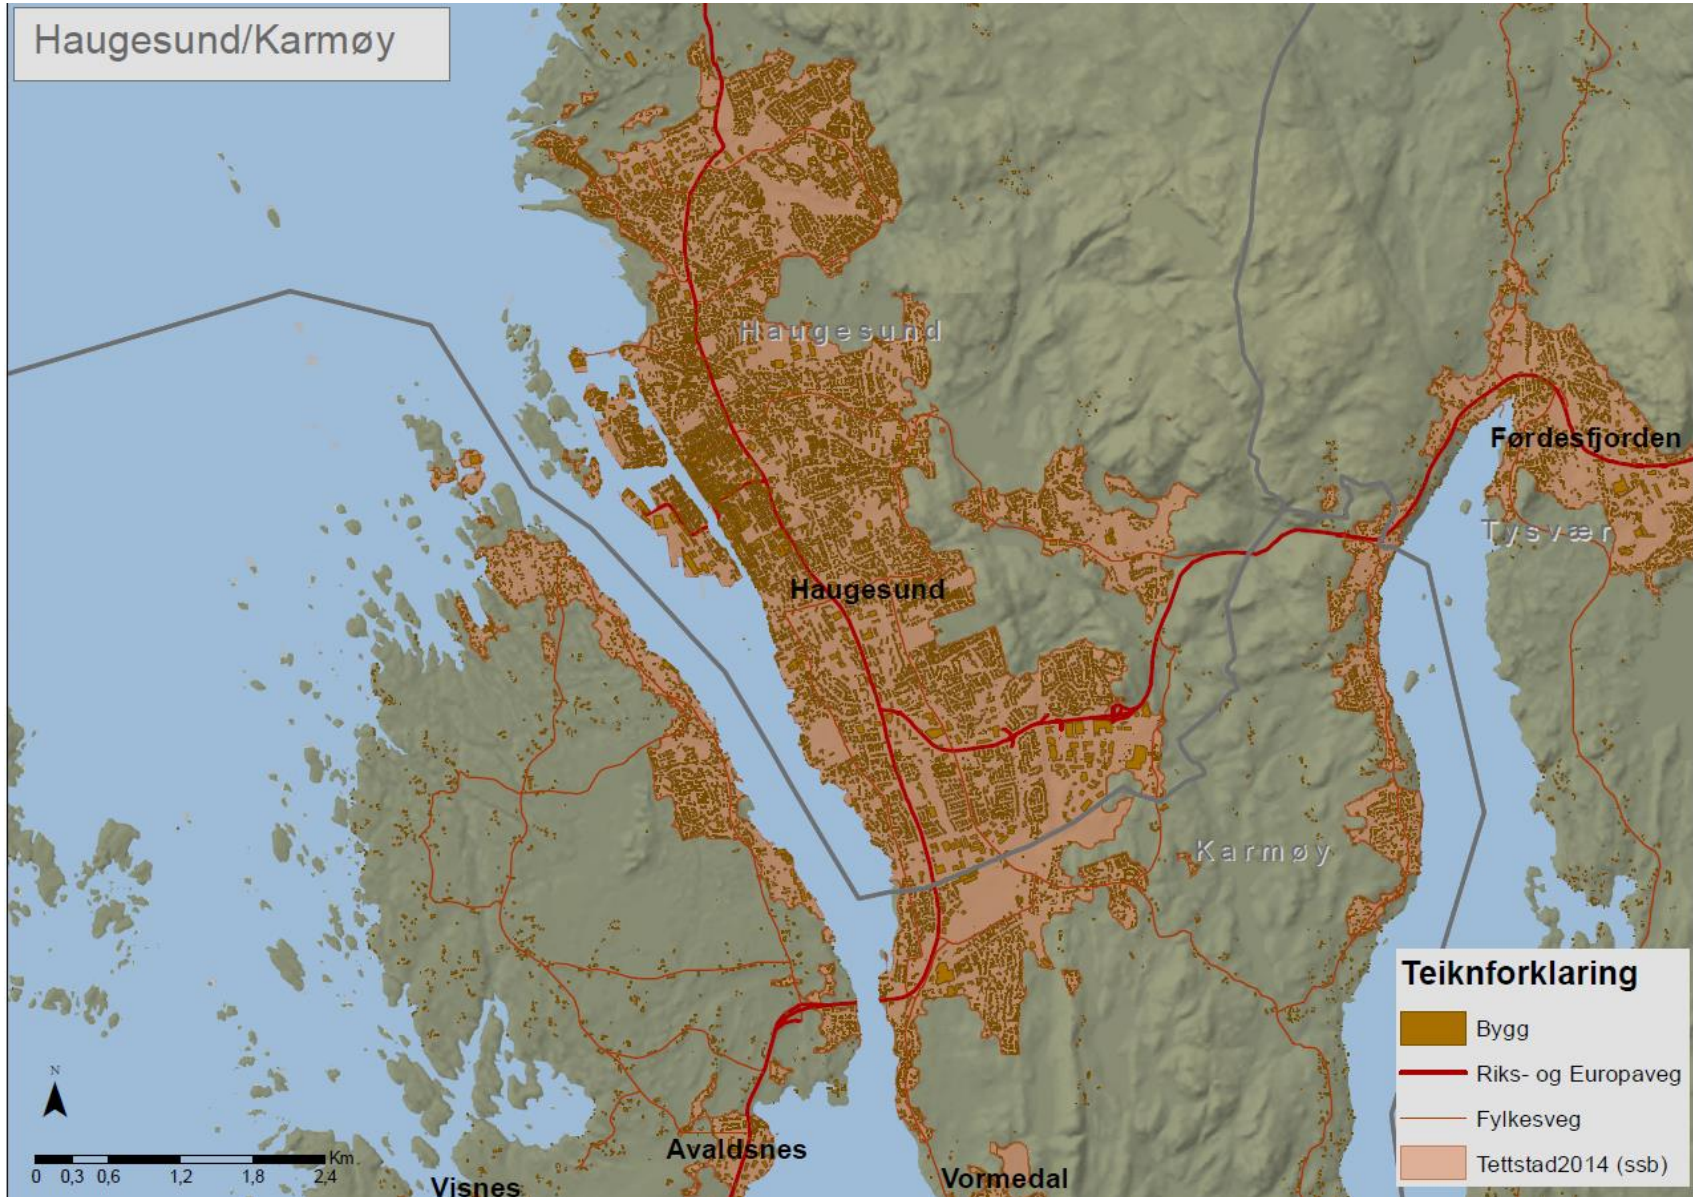 Haugesund/Karmøy
Haugesund
Førdesfjorden
Tysvær
Haugesund
Karmøy
Teiknforklaring
Bygg
Riks- og Europaveg
Fylkesveg
Tettstad2014 (ssb)
N
Km
0 0,3 0,6 1,2 1,8 2,4
Avaldsnes
Visnes
Vormedal